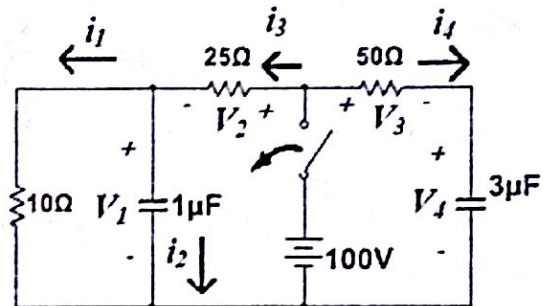 i1 i3 i4
25Ω 50Ω
- V2 + + V3 -
+ +
10Ω V1 1µF V4 3µF
- i2 100V -